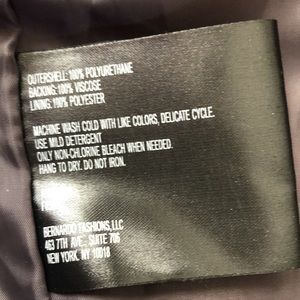 OUTERSHELL: 100% POLYURETHANE
BACKING: 100% VISCOSE
LINING: 100% POLYESTER
MACHINE WASH COLD WITH LIKE COLORS, DELICATE CYCLE.
USE MILD DETERGENT
ONLY NON-CHLORINE BLEACH WHEN NEEDED.
HANG TO DRY. DO NOT IRON.
BERNARDO FASHIONS,LLC
463 7TH AVE., SUITE 706
NEW YORK, NY 10018